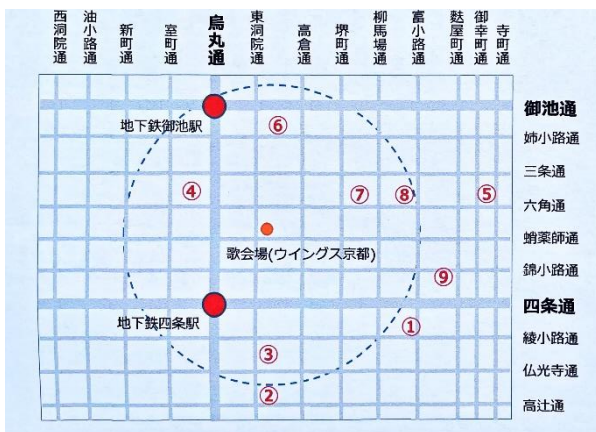 西洞院通
油小路通
新町通
室町通
烏丸通
東洞院通
高倉通
堺町通
柳馬場通
富小路通
麩屋町通
御幸町通
寺町通
御池通
地下鉄御池駅
⑥
姉小路通
三条通
④
⑦
⑧
⑤
六角通
歌会場(ウイングス京都)
蛸薬師通
⑨
錦小路通
四条通
地下鉄四条駅
①
綾小路通
③
仏光寺通
②
高辻通